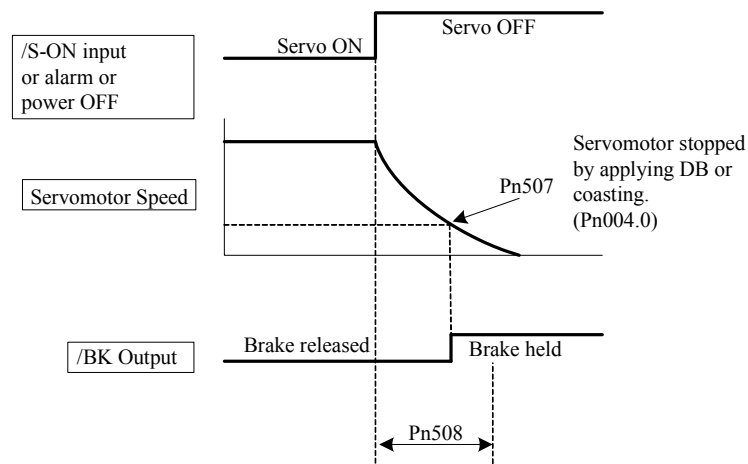 /S-ON input
or alarm or
power OFF
Servo ON
Servo OFF
Servomotor Speed
Pn507
Servomotor stopped
by applying DB or
coasting.
(Pn004.0)
/BK Output
Brake released
Brake held
Pn508